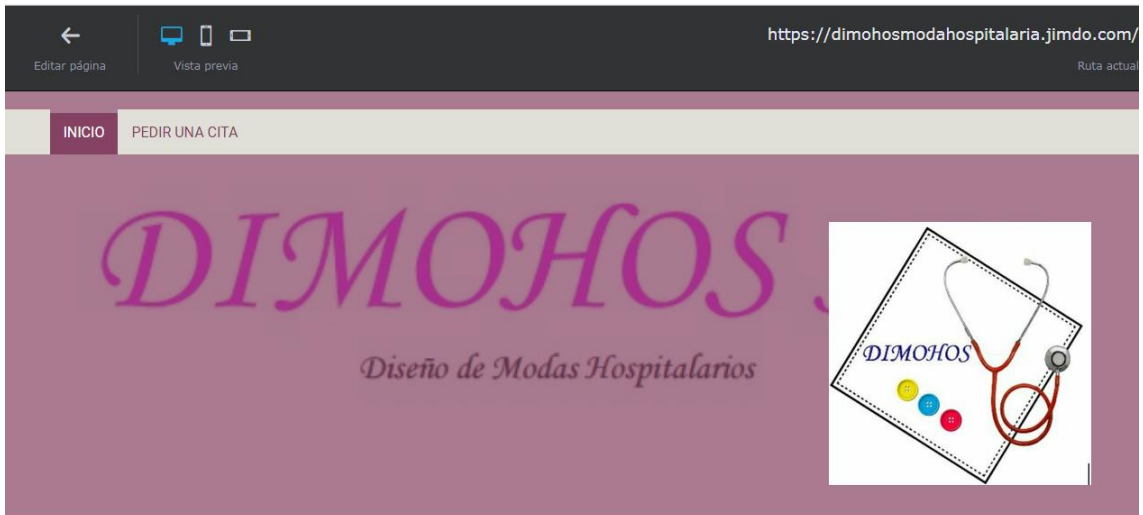 https://dimohosmodahospitalaria.jimdo.com/
Editar página
Vista previa
Ruta actual
INICIO
PEDIR UNA CITA
DIMOHOS
Diseño de Modas Hospitalarios
DIMOHOS